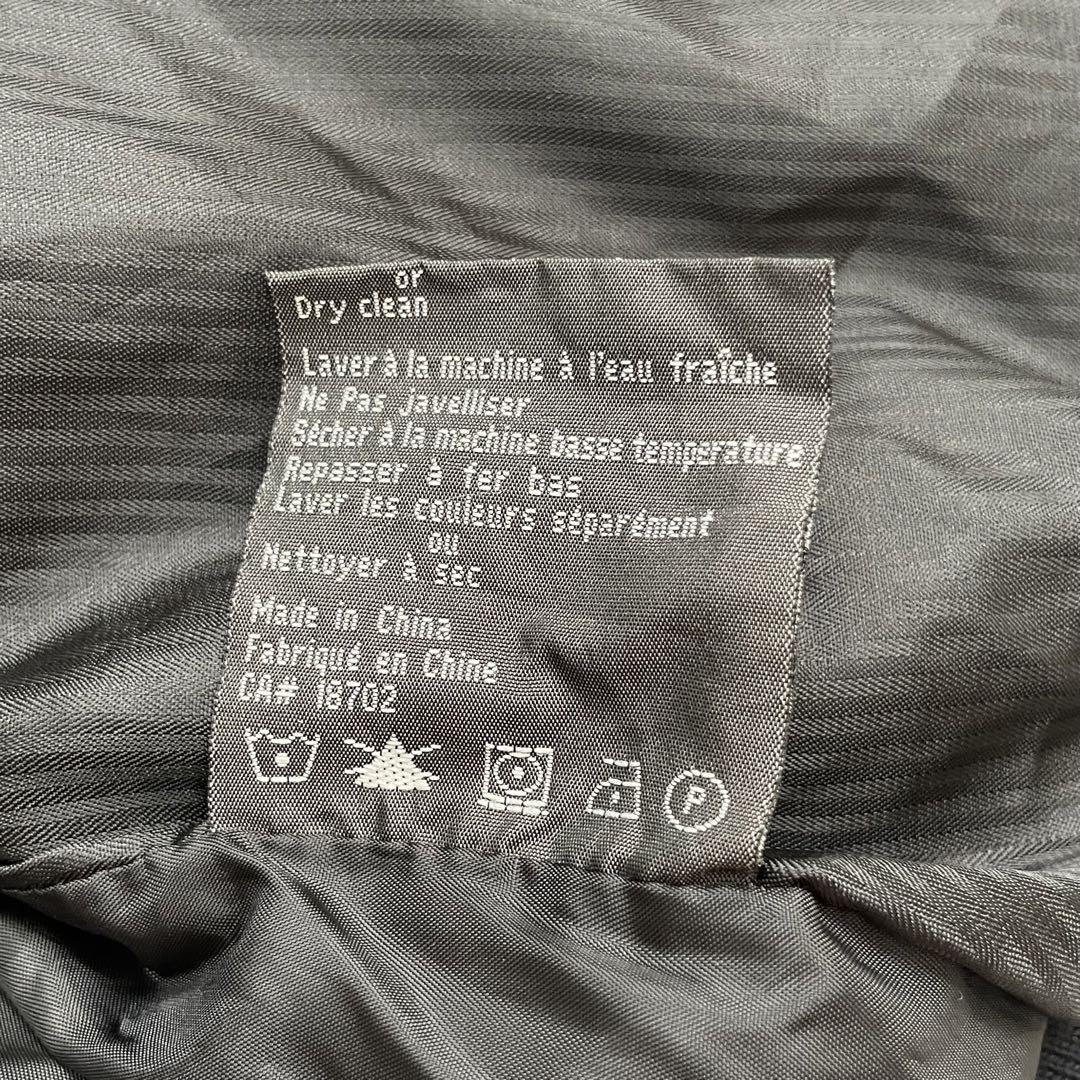 or
Dry clean
Laver à la machine à l'eau fraîche
Ne Pas Javelliser
Sécher à la machine basse temperature
Repasser à fer bas
Laver les couleurs séparément
ou
Nettoyer à sec
Made in China
Fabriqué en Chine
CA# 18702
P